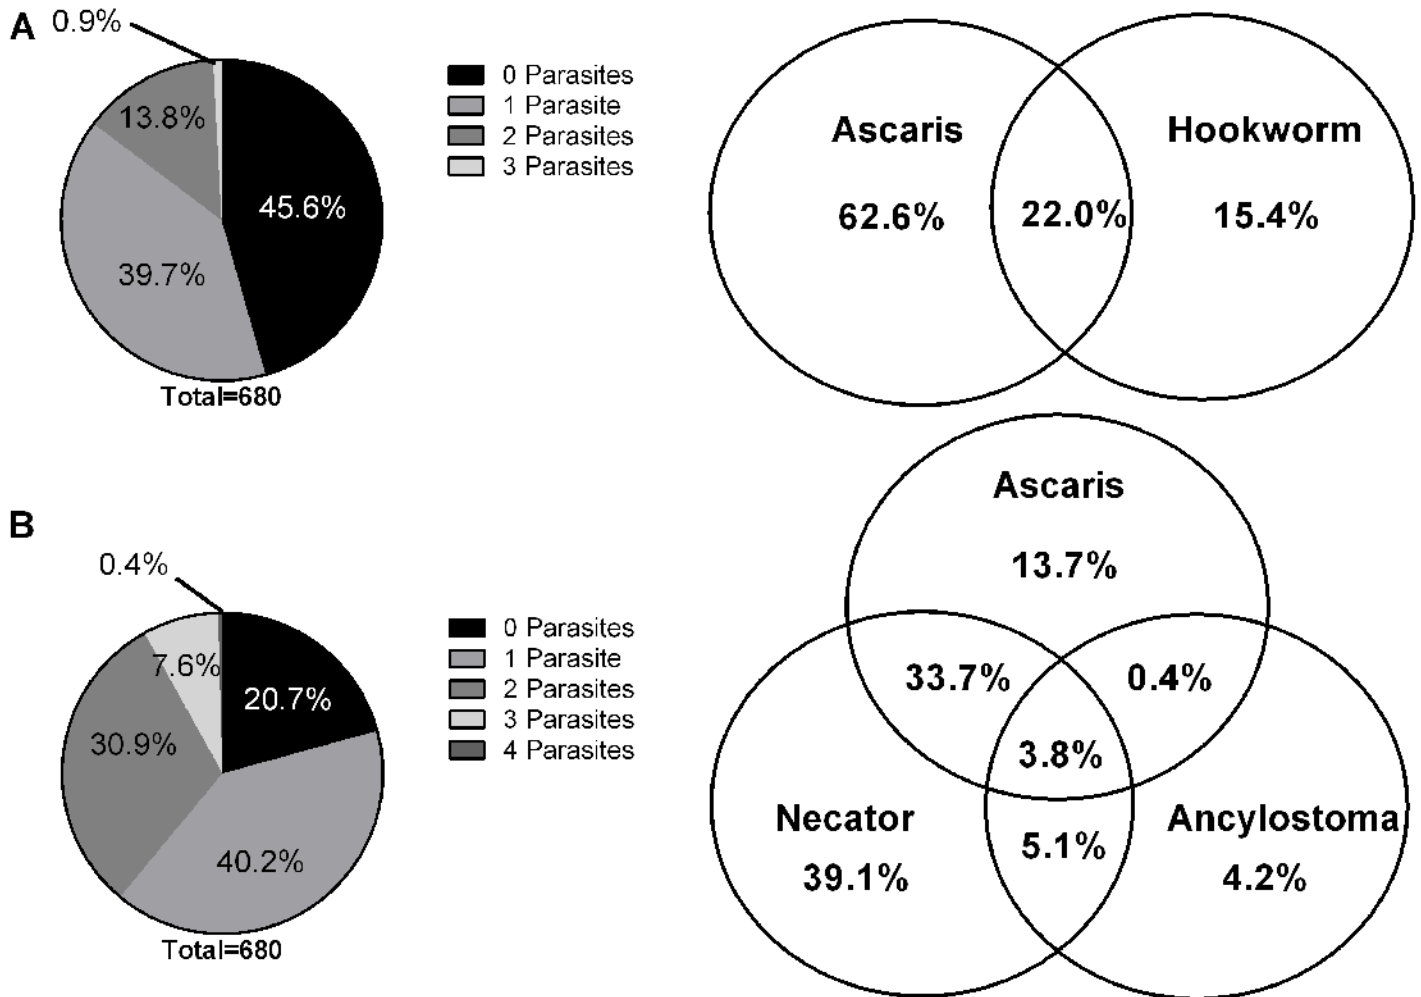 A
0.9%
13.8%
45.6%
39.7%
Total=680
0 Parasites
1 Parasite
2 Parasites
3 Parasites
Ascaris
62.6%
22.0%
Hookworm
15.4%
B
0.4%
7.6%
20.7%
30.9%
40.2%
Total=680
0 Parasites
1 Parasite
2 Parasites
3 Parasites
4 Parasites
Ascaris
13.7%
33.7%
0.4%
3.8%
Necator
39.1%
5.1%
Ancylostoma
4.2%